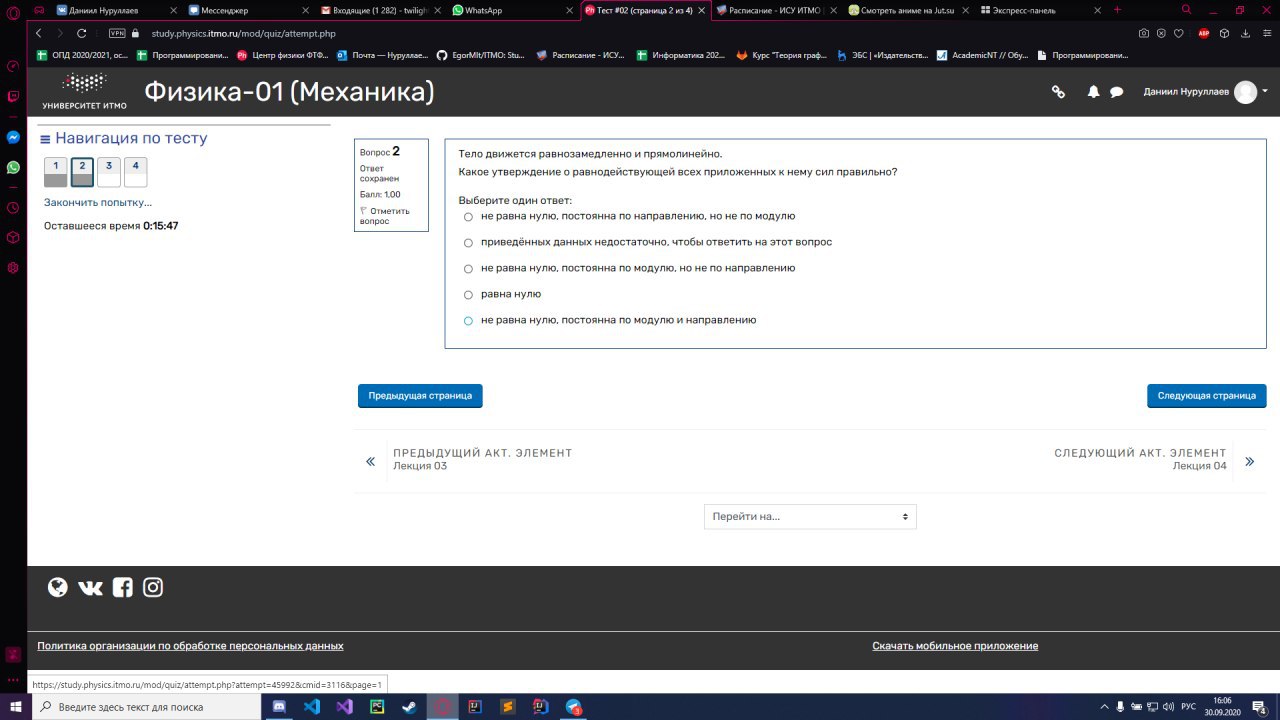 Даниил Нуруллаев
Мессенджер
Входящие (1 282) - twiligh
WhatsApp
Тест #02 (страница 2 из 4)
Расписание - ИСУ ИТМО
Смотреть аниме на Jut.su
Экспресс-панель
VPN
study.physics.itmo.ru/mod/quiz/attempt.php
ABP
ОПД 2020/2021, ос...
Программировани...
Ph Центр физики ФТФ...
Почта — Нуруллае...
EgorMIt/ITMO: Stu...
Расписание - ИСУ...
Информатика 202...
Курс "Теория граф...
ЭБС | «Издательств...
AcademicNT // Обу...
Программировани...
УНИВЕРСИТЕТ ИТМО
Физика-01 (Механика)
Даниил Нуруллаев
Навигация по тесту
1
2
3
4
Закончить попытку...
Оставшееся время 0:15:47
Вопрос 2
Ответ
сохранен
Балл: 1,00
Отметить
вопрос
Тело движется равнозамедленно и прямолинейно.
Какое утверждение о равнодействующей всех приложенных к нему сил правильно?
Выберите один ответ:
не равна нулю, постоянна по направлению, но не по модулю
приведённых данных недостаточно, чтобы ответить на этот вопрос
не равна нулю, постоянна по модулю, но не по направлению
равна нулю
не равна нулю, постоянна по модулю и направлению
Предыдущая страница
Следующая страница
ПРЕДЫДУЩИЙ АКТ. ЭЛЕМЕНТ
Лекция 03
СЛЕДУЮЩИЙ АКТ. ЭЛЕМЕНТ
Лекция 04
Перейти на...
Политика организации по обработке персональных данных
Скачать мобильное приложение
https://study.physics.itmo.ru/mod/quiz/attempt.php?attempt=45992&cmid=3116&page=1
Введите здесь текст для поиска
РУС
16:06
30.09.2020